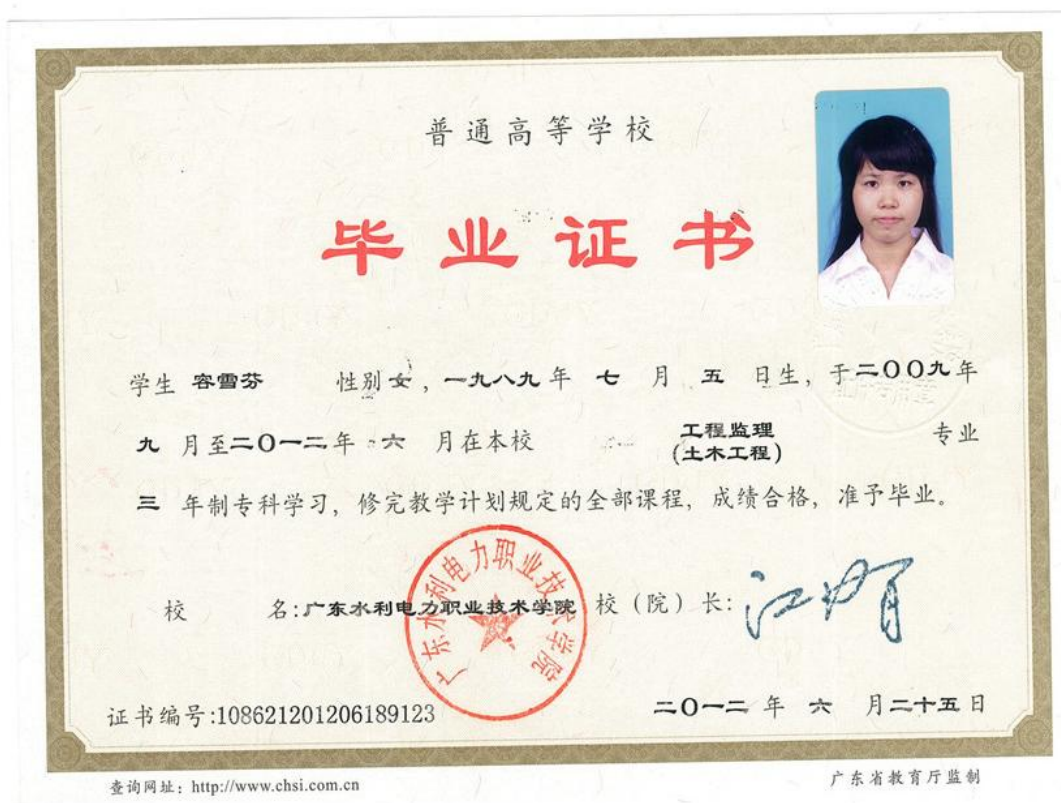 普通高等学校
毕业证书
学生 容雪芬 性别 女，一九八九年 七 月 五 日生，于二〇〇九年
九 月至二〇一二年 六 月在本校 工程监理 专业
(土木工程)
三 年制专科学习，修完教学计划规定的全部课程，成绩合格，准予毕业。
广东水利电力职业技术学院
校 名:广东水利电力职业技术学院 校（院）长:
证书编号:108621201206189123 二〇一二 年 六 月二十五日
查询网址：http://www.chsi.com.cn 广东省教育厅监制